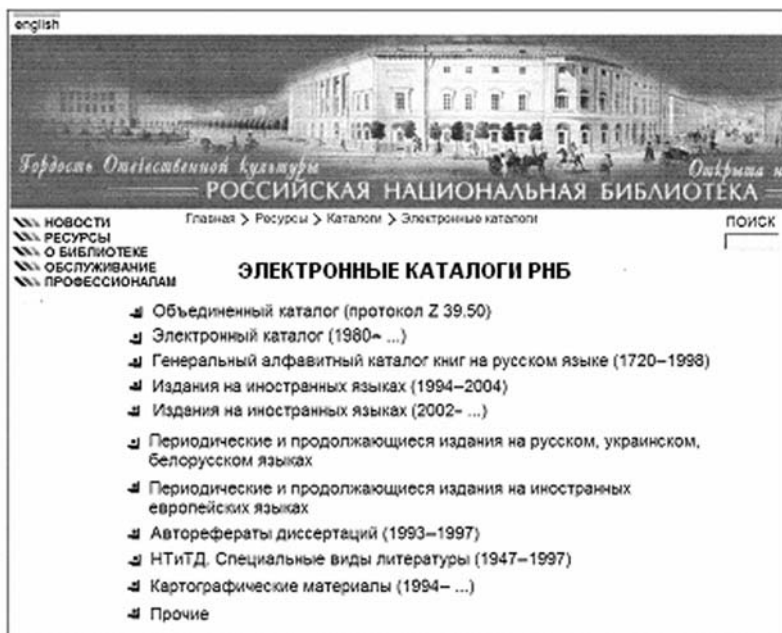 english
Гордость Отечественной культуры
Открыта
РОССИЙСКАЯ НАЦИОНАЛЬНАЯ БИБЛИОТЕКА
НОВОСТИ
РЕСУРСЫ
О БИБЛИОТЕКЕ
ОБСЛУЖИВАНИЕ
ПРОФЕССИОНАЛАМ
Главная > Ресурсы > Каталоги > Электронные каталоги
ПОИСК
ЭЛЕКТРОННЫЕ КАТАЛОГИ РНБ
Объединенный каталог (протокол Z 39.50)
Электронный каталог (1980– ...)
Генеральный алфавитный каталог книг на русском языке (1720–1998)
Издания на иностранных языках (1994–2004)
Издания на иностранных языках (2002– ...)
Периодические и продолжающиеся издания на русском, украинском,
белорусском языках
Периодические и продолжающиеся издания на иностранных
европейских языках
Авторефераты диссертаций (1993–1997)
НТиТД. Специальные виды литературы (1947–1997)
Картографические материалы (1994– ...)
Прочие